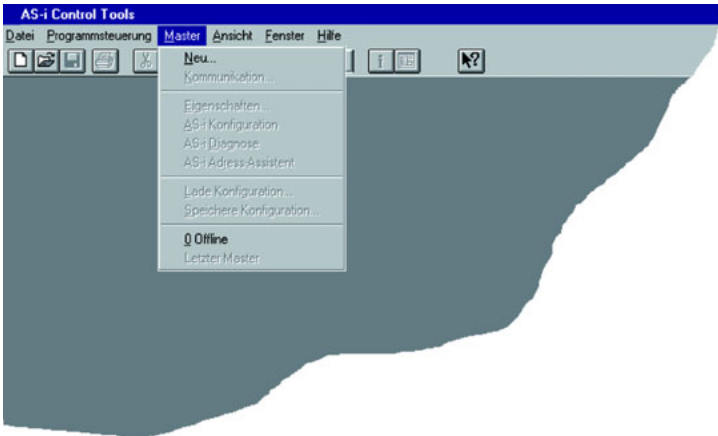 AS-i Control Tools
Datei Programmsteuerung Master Ansicht Fenster Hilfe
Neu...
Kommunikation...
Eigenschaften...
AS-i Konfiguration
AS-i Diagnose
AS-i Adress-Assistent
Lade Konfiguration...
Speichere Konfiguration...
0 Offline
Letzter Master